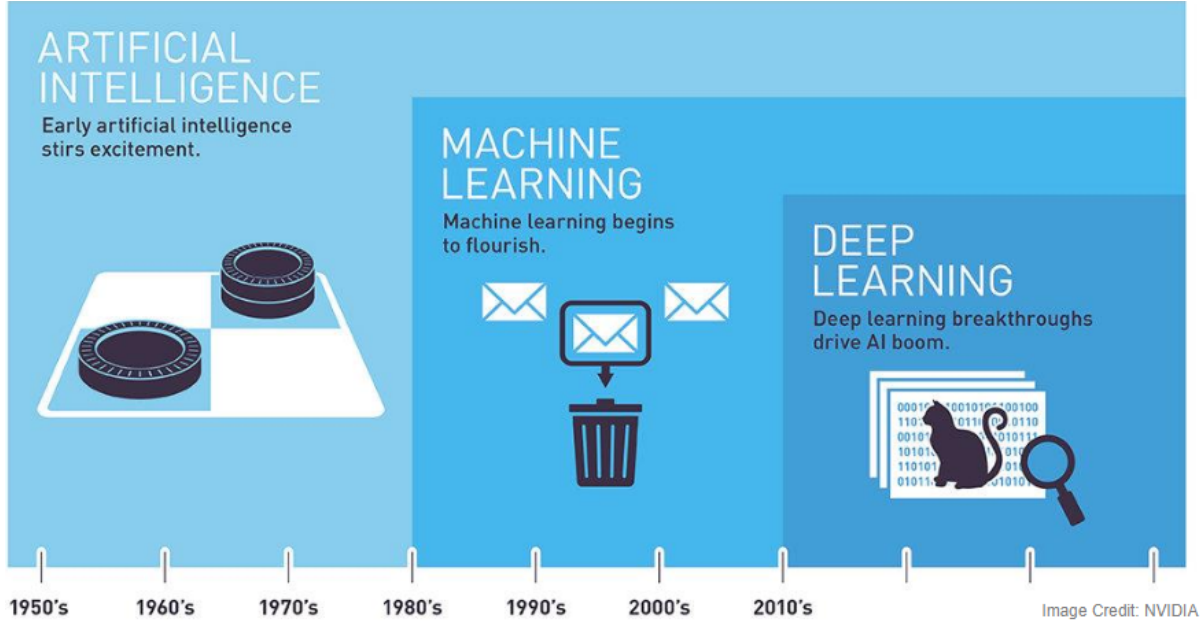 ARTIFICIAL
INTELLIGENCE
Early artificial intelligence
stirs excitement.
MACHINE
LEARNING
Machine learning begins
to flourish.
DEEP
LEARNING
Deep learning breakthroughs
drive AI boom.
1950's
1960's
1970's
1980's
1990's
2000's
2010's
Image Credit: NVIDIA